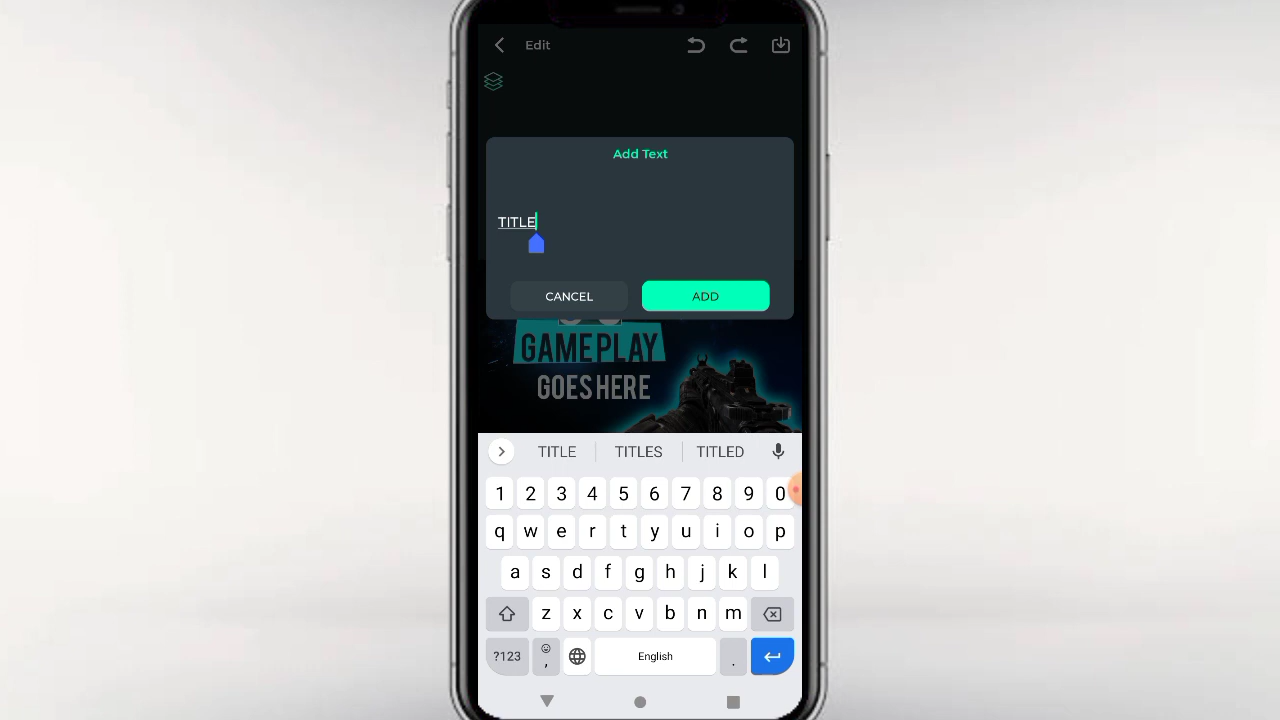 Edit
Add Text
TITLE
CANCEL ADD
GAMEPLAY
GOES HERE
TITLE TITLES TITLED
1 2 3 4 5 6 7 8 9 0
q w e r t y u i o p
a s d f g h j k l
z x c v b n m
?123 , English .